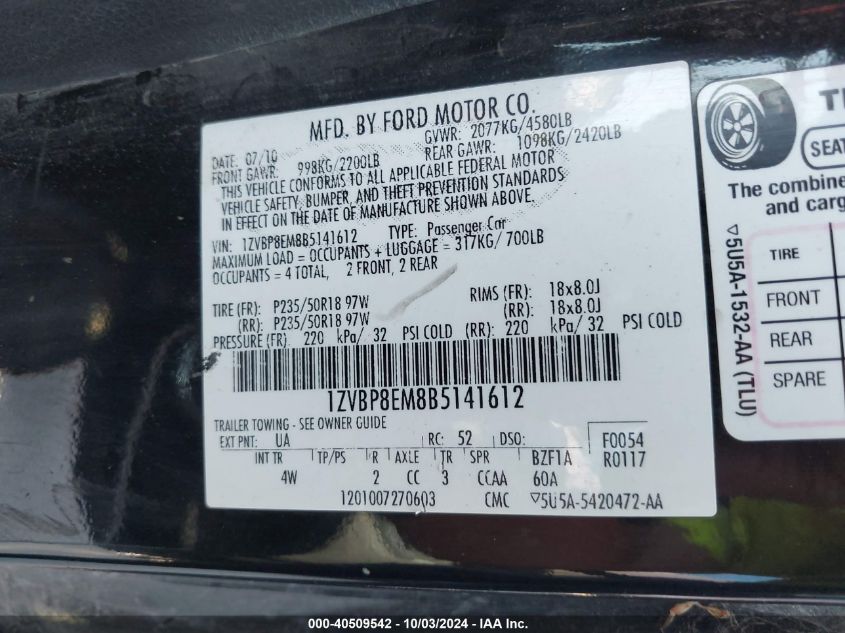 MFD. BY FORD MOTOR CO.
DATE: 07/10 GVWR: 2077KG/4580LB
FRONT GAWR: 998KG/2200LB REAR GAWR: 1098KG/2420LB
THIS VEHICLE CONFORMS TO ALL APPLICABLE FEDERAL MOTOR
VEHICLE SAFETY, BUMPER, AND THEFT PREVENTION STANDARDS
IN EFFECT ON THE DATE OF MANUFACTURE SHOWN ABOVE.
VIN: 1ZVBP8EM8B5141612 TYPE: Passenger Car
MAXIMUM LOAD = OCCUPANTS + LUGGAGE = 317KG/700LB
OCCUPANTS = 4 TOTAL, 2 FRONT, 2 REAR
TIRE (FR): P235/50R18 97W RIMS (FR): 18x8.0J
(RR): P235/50R18 97W (RR): 18x8.0J
PRESSURE (FR) 220 kPa/ 32 PSI COLD (RR): 220 kPa/ 32 PSI COLD
1ZVBP8EM8B5141612
TRAILER TOWING - SEE OWNER GUIDE
EXT PNT: UA RC: 52 DSO: F0054
INT TR TP/PS R AXLE TR SPR BZF1A R0117
4W 2 CC 3 CCAA 60A
1201007270603 CMC ▽5U5A-5420472-AA
SEAT
The combine
and carg
TIRE
FRONT
REAR
SPARE
▽5U5A-1532-AA (TLU)
000-40509542 - 10/03/2024 - IAA Inc.